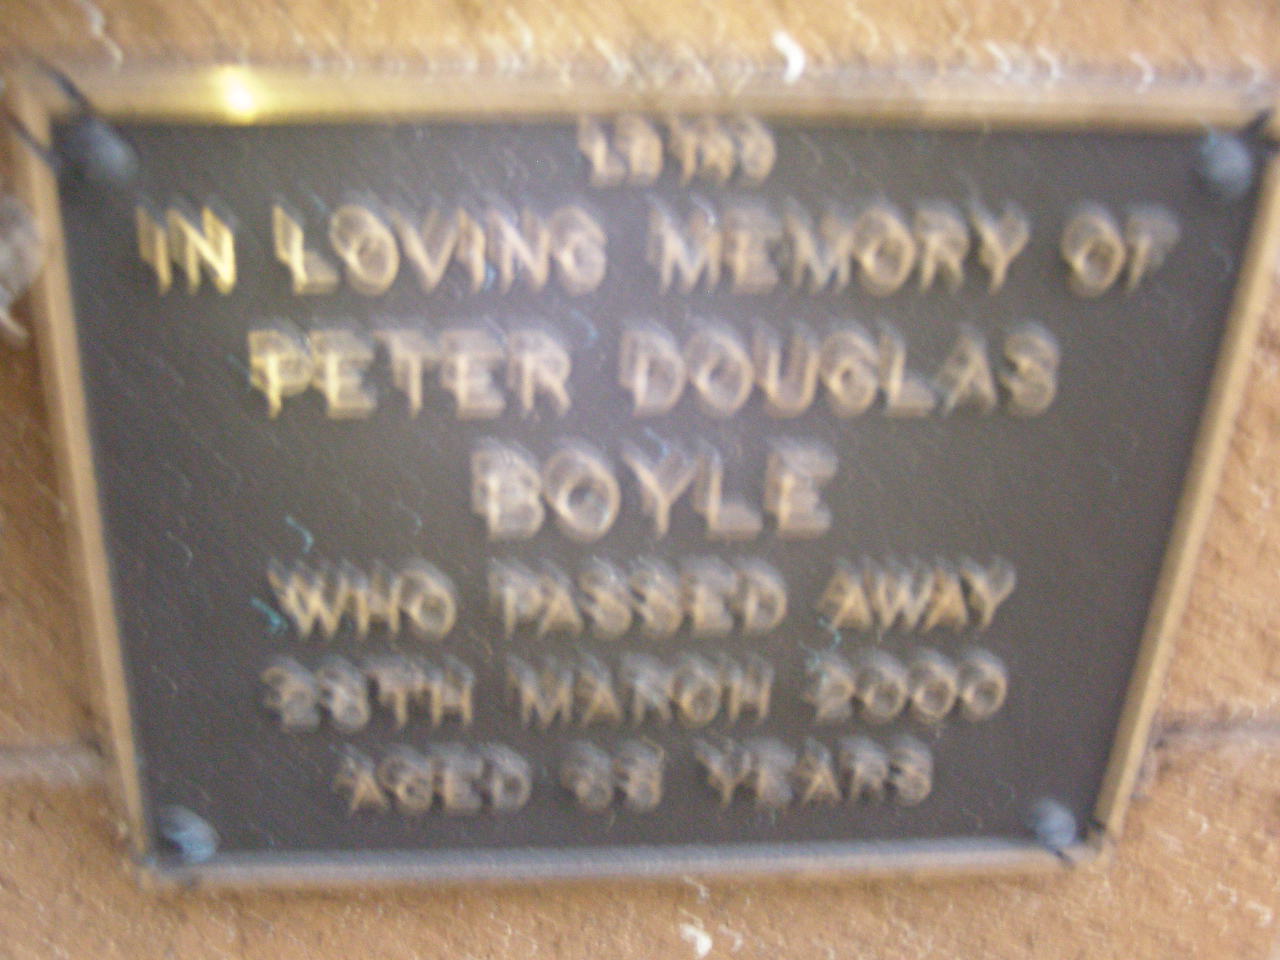 IN LOVING MEMORY OF
PETER DOUGLAS
BOYLE
WHO PASSED AWAY
MARCH 2000
AGED YEARS